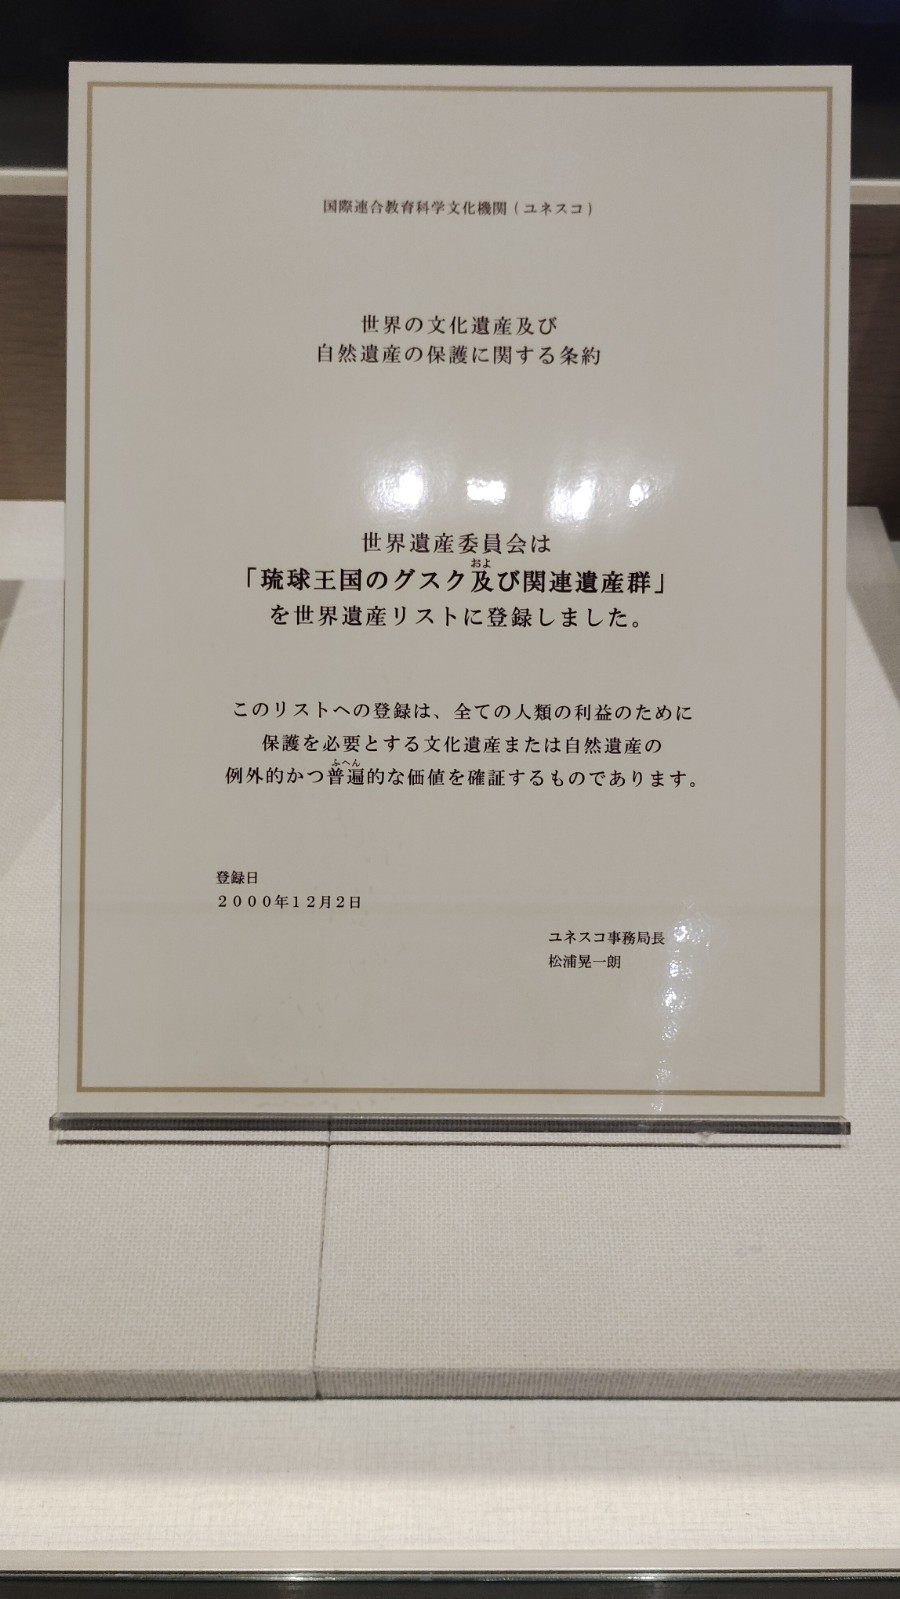 国際連合教育科学文化機関(ユネスコ)
世界の文化遺産及び
自然遺産の保護に関する条約
世界遺産委員会は
およ
「琉球王国のグスク及び関連遺産群」
を世界遺産リストに登録しました。
このリストへの登録は、全ての人類の利益のために
保護を必要とする文化遺産または自然遺産の
ふへん
例外的かつ普遍的な価値を確証するものであります。
登録日
2000年12月2日
ユネスコ事務局長
松浦晃一朗